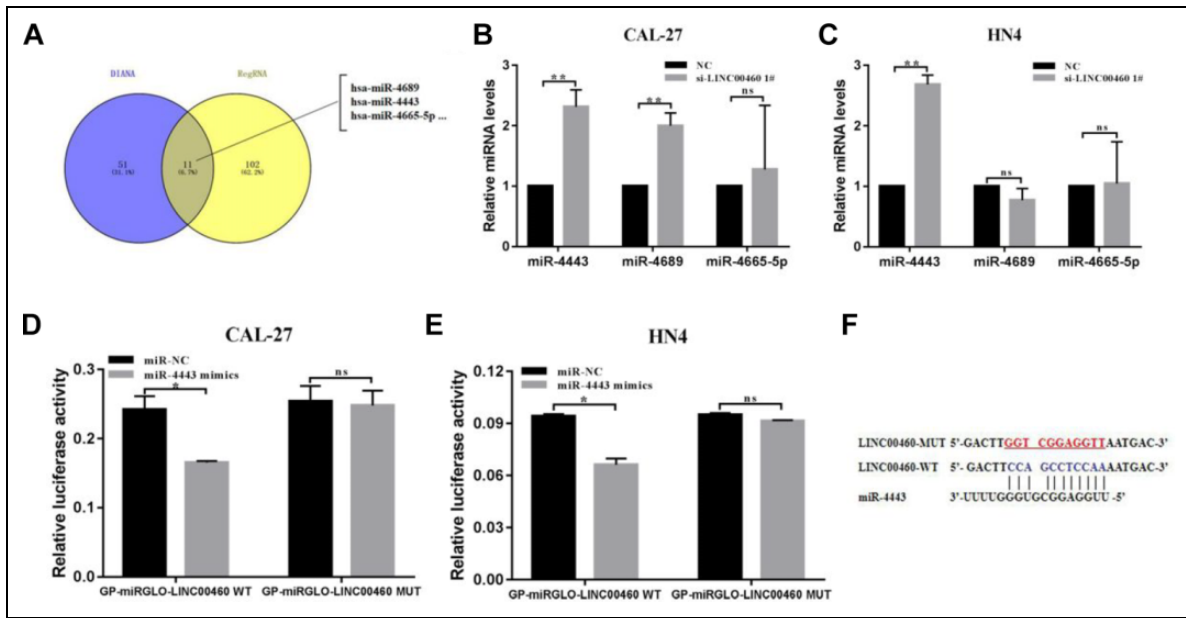 A
DIANA
RegRNA
51
(31.1%)
11
(6.7%)
102
(62.2%)
hsa-miR-4689
hsa-miR-4443
hsa-miR-4665-5p ...
B
CAL-27
NC
si-LINC00460 1#
Relative miRNA levels
3
2
1
0
**
**
ns
miR-4443
miR-4689
miR-4665-5p
C
HN4
NC
si-LINC00460 1#
Relative miRNA levels
3
2
1
0
**
ns
ns
miR-4443
miR-4689
miR-4665-5p
D
CAL-27
miR-NC
miR-4443 mimics
Relative luciferase activity
0.3
0.2
0.1
0.0
*
ns
GP-miRGLO-LINC00460 WT
GP-miRGLO-LINC00460 MUT
E
HN4
miR-NC
miR-4443 mimics
Relative luciferase activity
0.12
0.09
0.06
0.03
0.00
*
ns
GP-miRGLO-LINC00460 WT
GP-miRGLO-LINC00460 MUT
F
LINC00460-MUT 5'-GACTTGGT CGGAGGTTAATGAC-3'
LINC00460-WT 5'- GACTTCCA GCCTCCAAAATGAC-3'
miR-4443 3'-UUUUGGGUGCGGAGGUU -5'